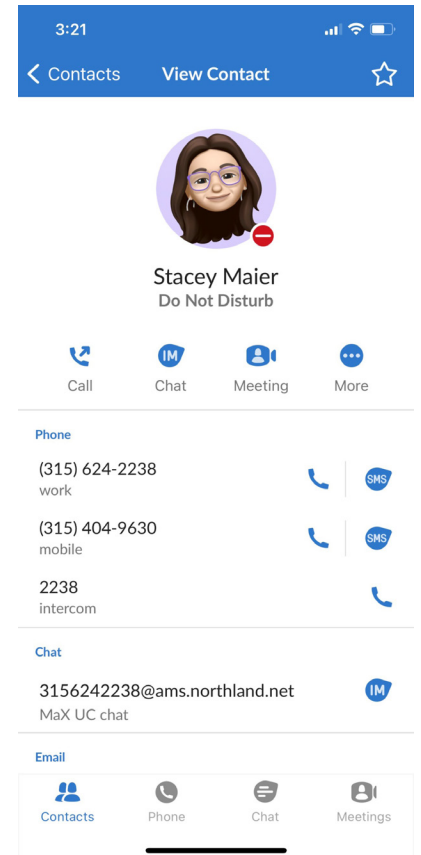 3:21
Contacts
View Contact
Stacey Maier
Do Not Disturb
Call
IM
Chat
Meeting
More
Phone
(315) 624-2238
work
SMS
(315) 404-9630
mobile
SMS
2238
intercom
Chat
3156242238@ams.northland.net
MaX UC chat
IM
Email
Contacts
Phone
Chat
Meetings